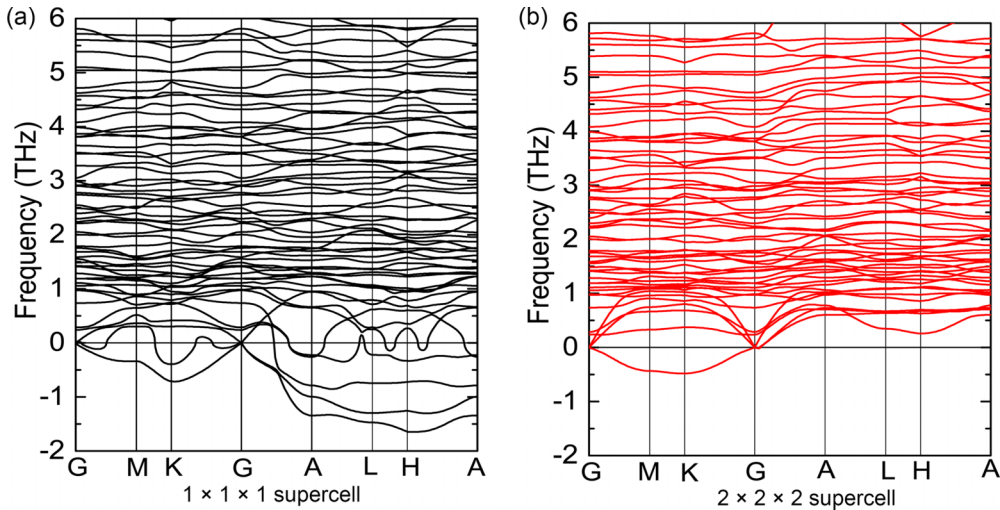 (a)
6
5
4
3
2
1
0
-1
-2
Frequency (THz)
G M K G A L H A
1 × 1 × 1 supercell
(b)
6
5
4
3
2
1
0
-1
-2
Frequency (THz)
G M K G A L H A
2 × 2 × 2 supercell